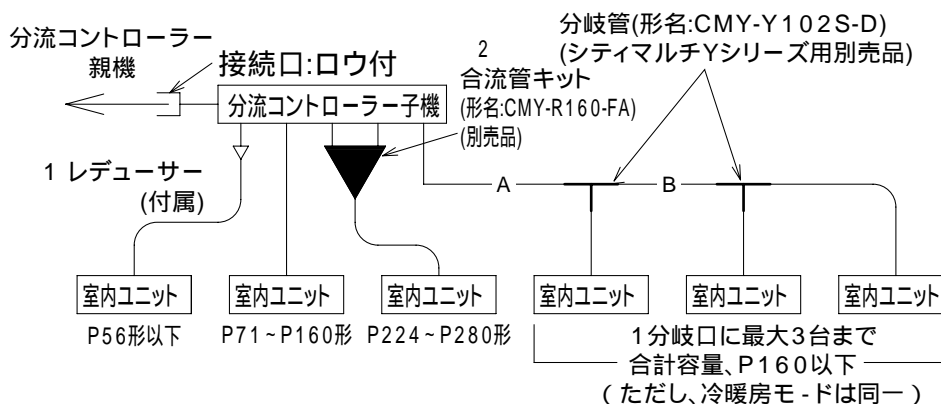 分流コントローラー
親機
接続口:ロウ付
2
合流管キット
(形名:CMY-R160-FA)
(別売品)
分岐管(形名:CMY-Y102S-D)
(シティマルチYシリーズ用別売品)
分流コントローラー子機
1 レデューサー
(付属)
A
B
室内ユニット
室内ユニット
室内ユニット
室内ユニット
室内ユニット
室内ユニット
P56形以下
P71~P160形
P224~P280形
1分岐口に最大3台まで
合計容量、P160以下
(ただし、冷暖房モ-ドは同一)